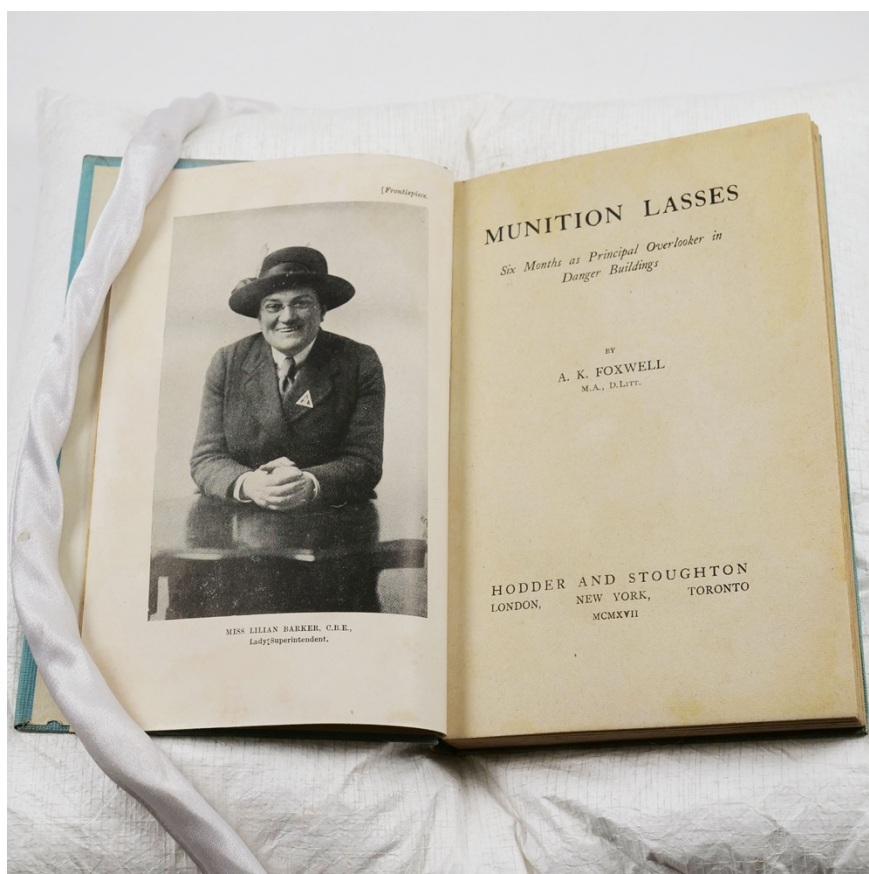 [Frontispiece.
MISS LILIAN BARKER, C.B.E.,
Lady Superintendent.
MUNITION LASSES
Six Months as Principal Overlooker in
Danger Buildings
BY
A. K. FOXWELL
M.A., D.LITT.
HODDER AND STOUGHTON
LONDON, NEW YORK, TORONTO
MCMXVII